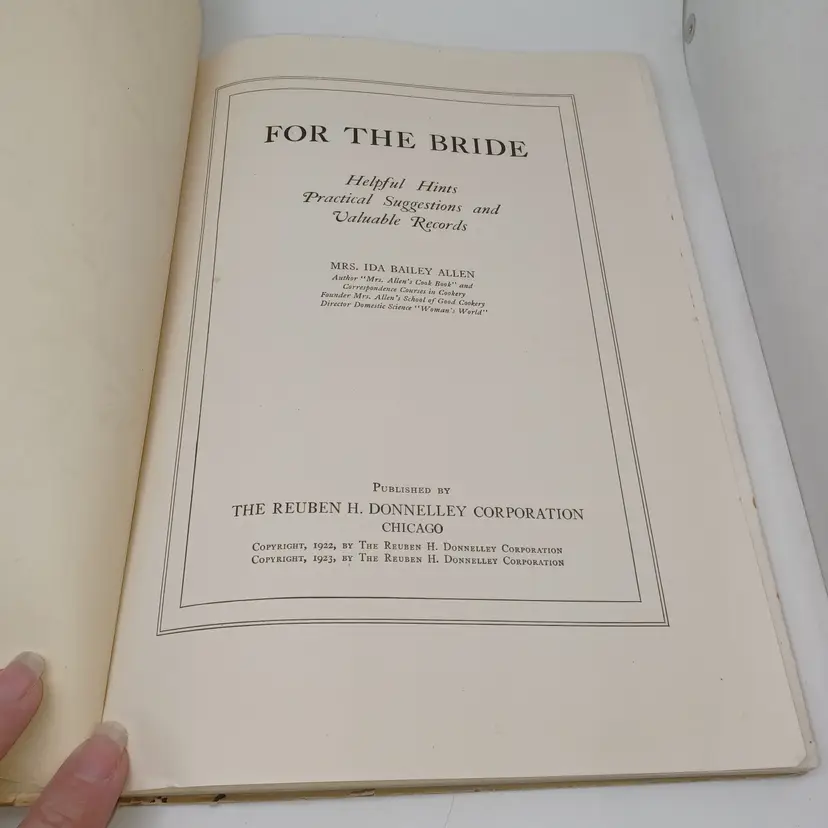 FOR THE BRIDE
Helpful Hints
Practical Suggestions and
Valuable Records
MRS. IDA BAILEY ALLEN
Author "Mrs. Allen's Cook Book" and
Correspondence Courses in Cookery
Founder Mrs. Allen's School of Good Cookery
Director Domestic Science "Woman's World"
PUBLISHED BY
THE REUBEN H. DONNELLEY CORPORATION
CHICAGO
COPYRIGHT, 1922, BY THE REUBEN H. DONNELLEY CORPORATION
COPYRIGHT, 1923, BY THE REUBEN H. DONNELLEY CORPORATION